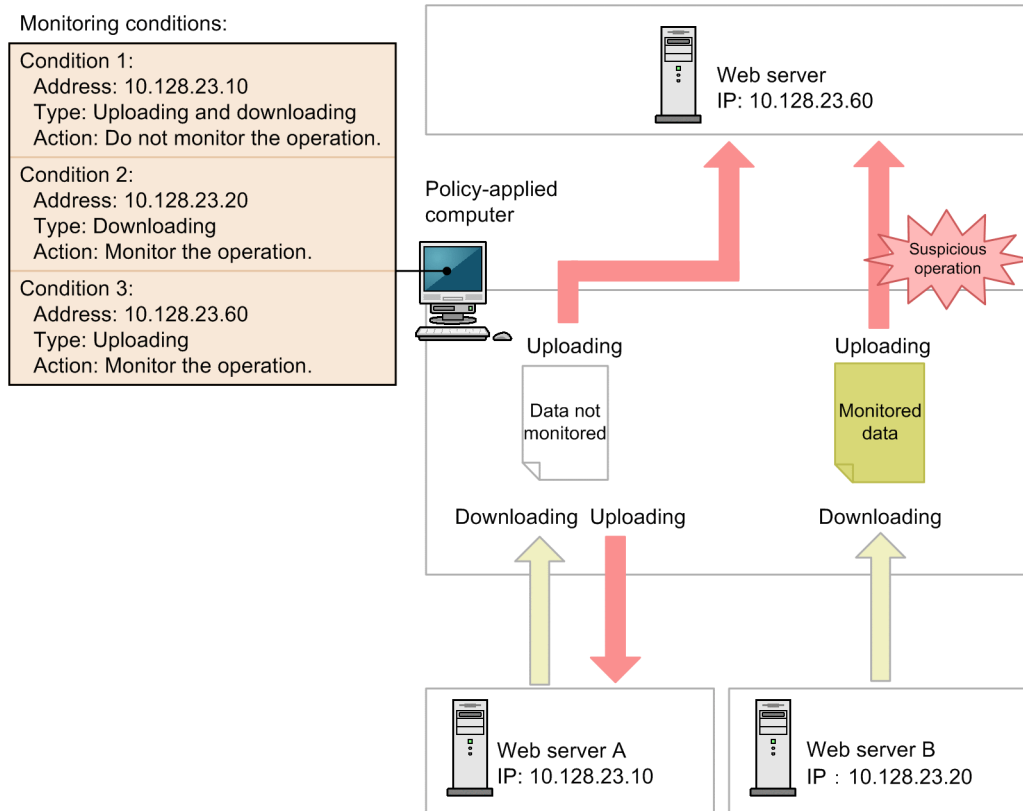 Monitoring conditions:
Condition 1:
Address: 10.128.23.10
Type: Uploading and downloading
Action: Do not monitor the operation.
Condition 2:
Address: 10.128.23.20
Type: Downloading
Action: Monitor the operation.
Condition 3:
Address: 10.128.23.60
Type: Uploading
Action: Monitor the operation.
Web server
IP: 10.128.23.60
Policy-applied
computer
Suspicious
operation
Uploading
Uploading
Data not
monitored
Monitored
data
Downloading
Uploading
Downloading
Web server A
IP: 10.128.23.10
Web server B
IP : 10.128.23.20